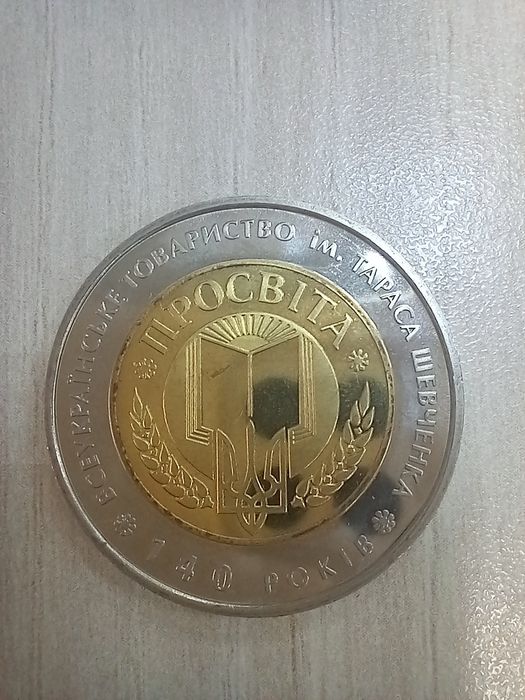 ВСЕУКРАЇНСЬКЕ ТОВАРИСТВО ім. ТАРАСА ШЕВЧЕНКА
ПРОСВІТА
140 РОКІВ